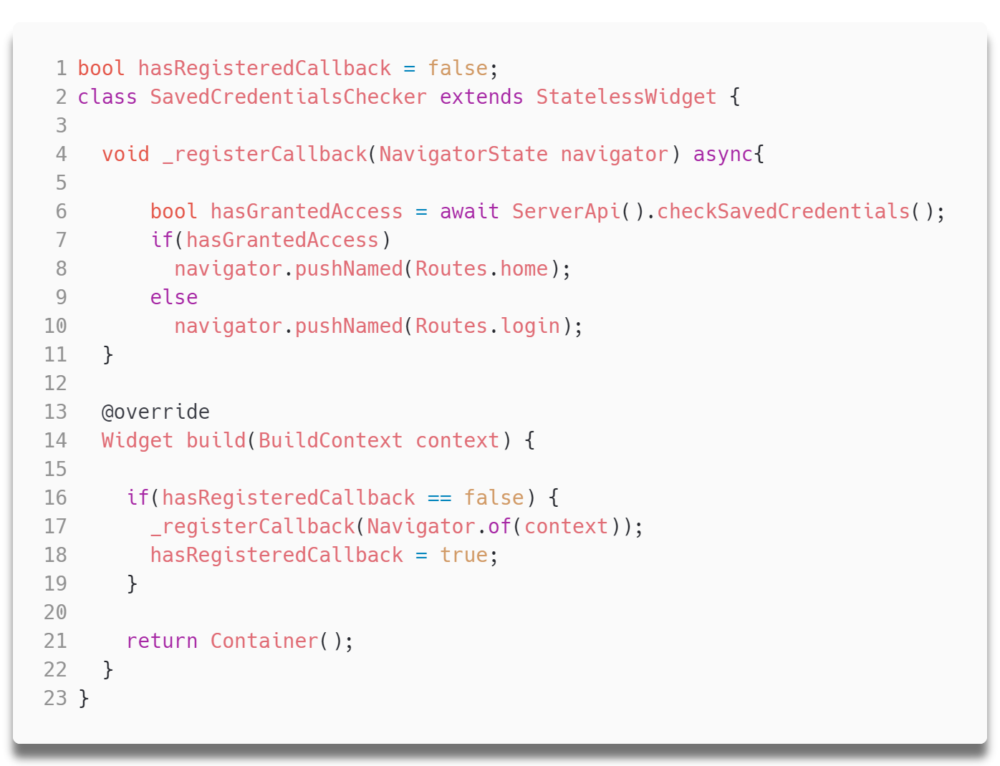 1 bool hasRegisteredCallback = false;
2 class SavedCredentialsChecker extends StatelessWidget {
3
4   void _registerCallback(NavigatorState navigator) async{
5
6       bool hasGrantedAccess = await ServerApi().checkSavedCredentials();
7       if(hasGrantedAccess)
8         navigator.pushNamed(Routes.home);
9       else
10         navigator.pushNamed(Routes.login);
11   }
12
13   @override
14   Widget build(BuildContext context) {
15
16     if(hasRegisteredCallback == false) {
17       _registerCallback(Navigator.of(context));
18       hasRegisteredCallback = true;
19     }
20
21     return Container();
22   }
23 }